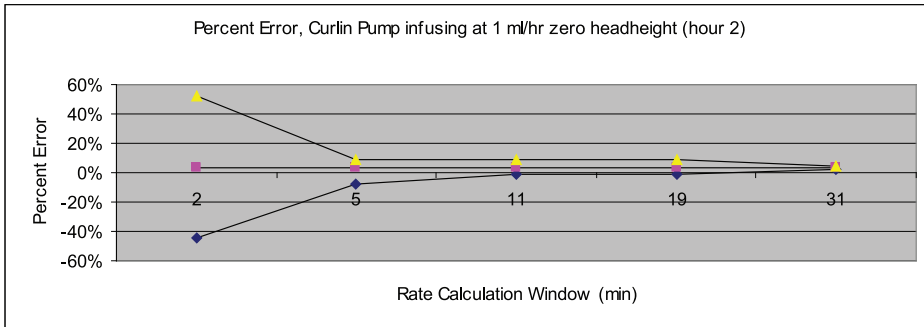 Percent Error, Curlin Pump infusing at 1 ml/hr zero headheight (hour 2)
60%
40%
20%
0%
-20%
-40%
-60%
Percent Error
2 5 11 19 31
Rate Calculation Window (min)